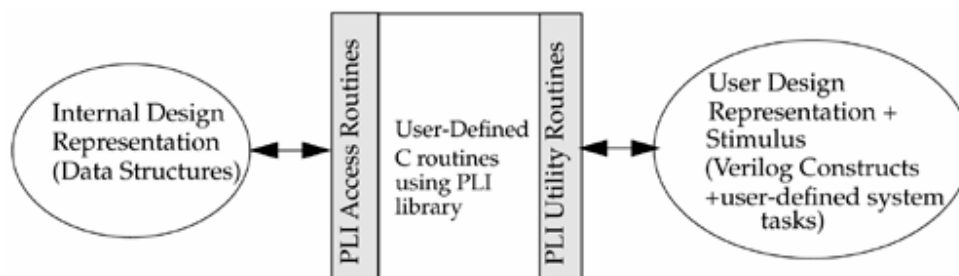 Internal Design
Representation
(Data Structures)
PLI Access Routines
User-Defined
C routines
using PLI
library
PLI Utility Routines
User Design
Representation +
Stimulus
(Verilog Constructs
+user-defined system
tasks)